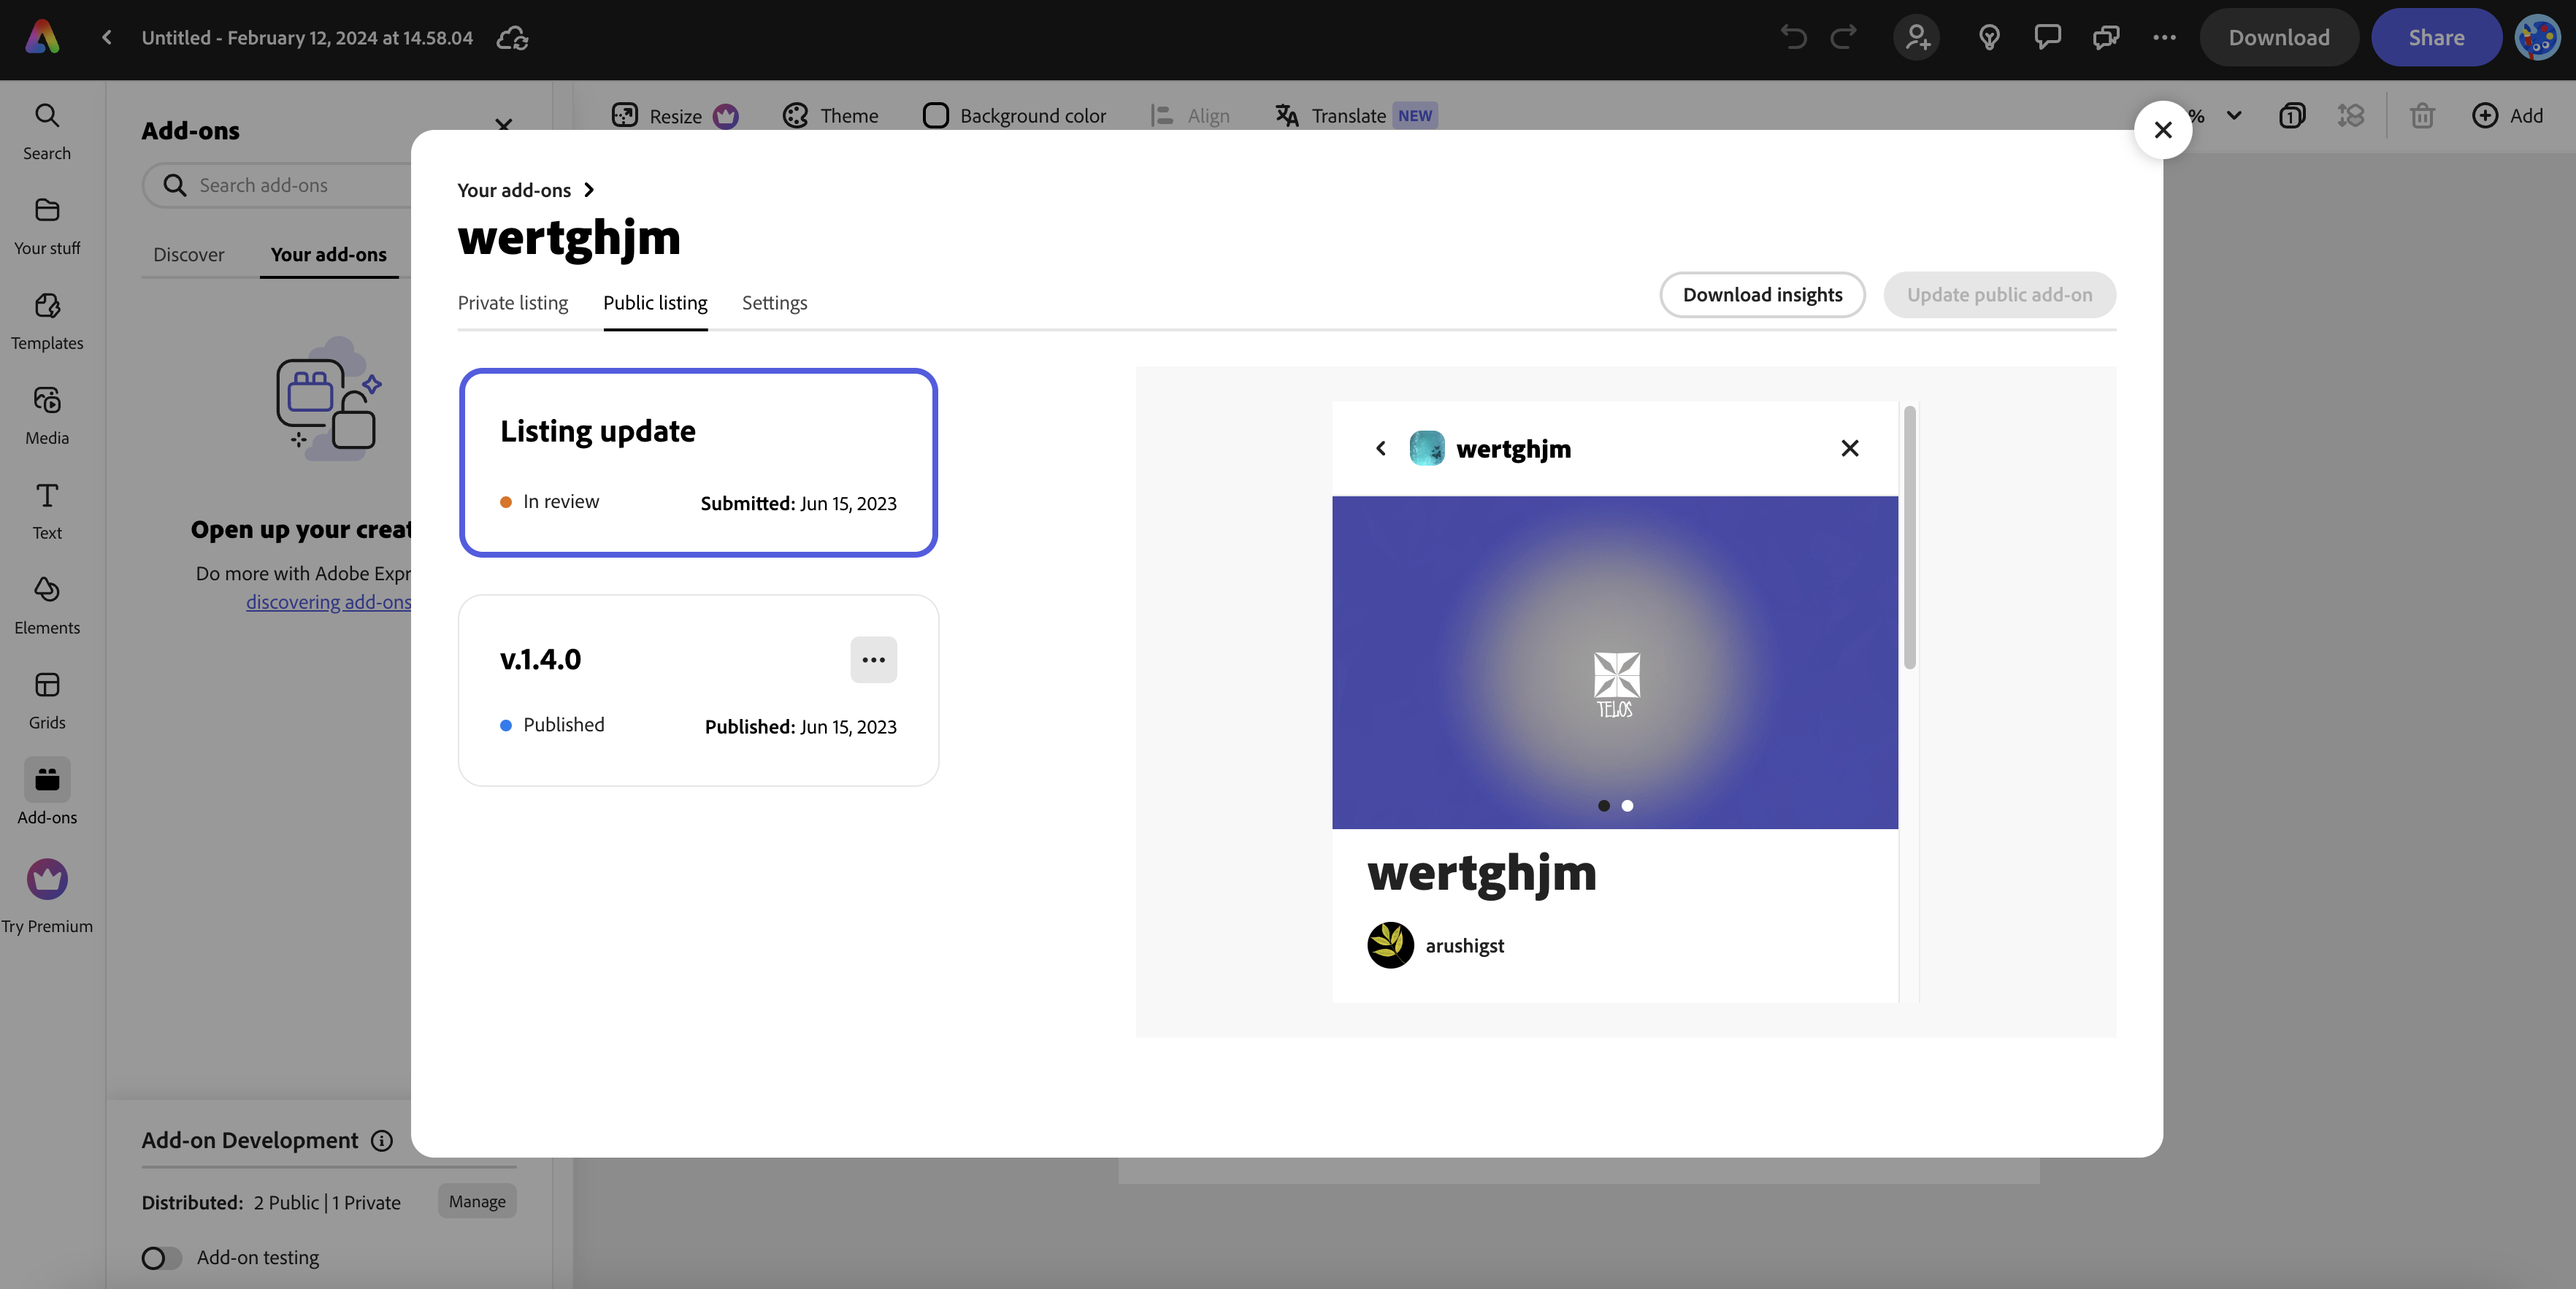 Untitled - February 12, 2024 at 14.58.04
Download
Share
Search
Your stuff
Templates
Media
Text
Elements
Grids
Add-ons
Try Premium
Add-ons
Search add-ons
Discover
Your add-ons
Open up your creat
Do more with Adobe Expr
discovering add-ons
Add-on Development
Distributed: 2 Public | 1 Private
Manage
Add-on testing
Resize
Theme
Background color
Align
Translate
NEW
%
1
Add
Your add-ons
wertghjm
Private listing
Public listing
Settings
Download insights
Update public add-on
Listing update
In review
Submitted: Jun 15, 2023
v.1.4.0
Published
Published: Jun 15, 2023
wertghjm
TELOS
wertghjm
arushigst